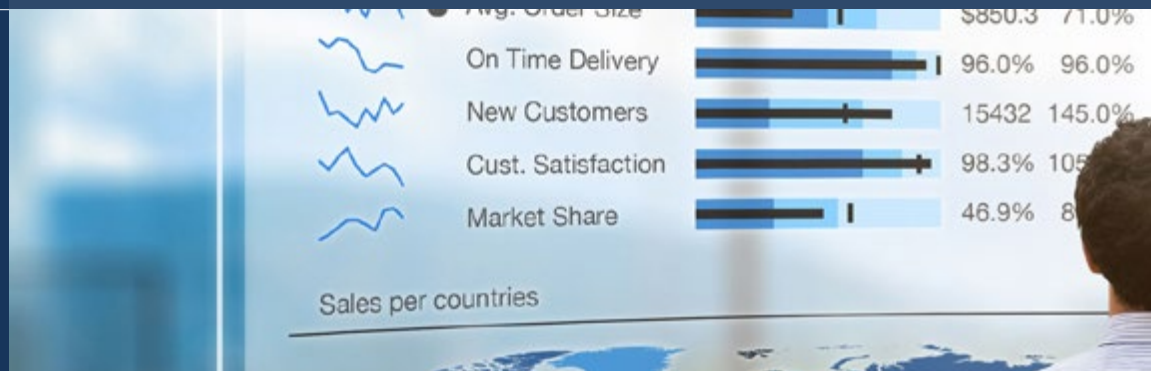 Avg. Order Size $850.3 71.0%
On Time Delivery 96.0% 96.0%
New Customers 15432 145.0%
Cust. Satisfaction 98.3%
Market Share 46.9%
Sales per countries